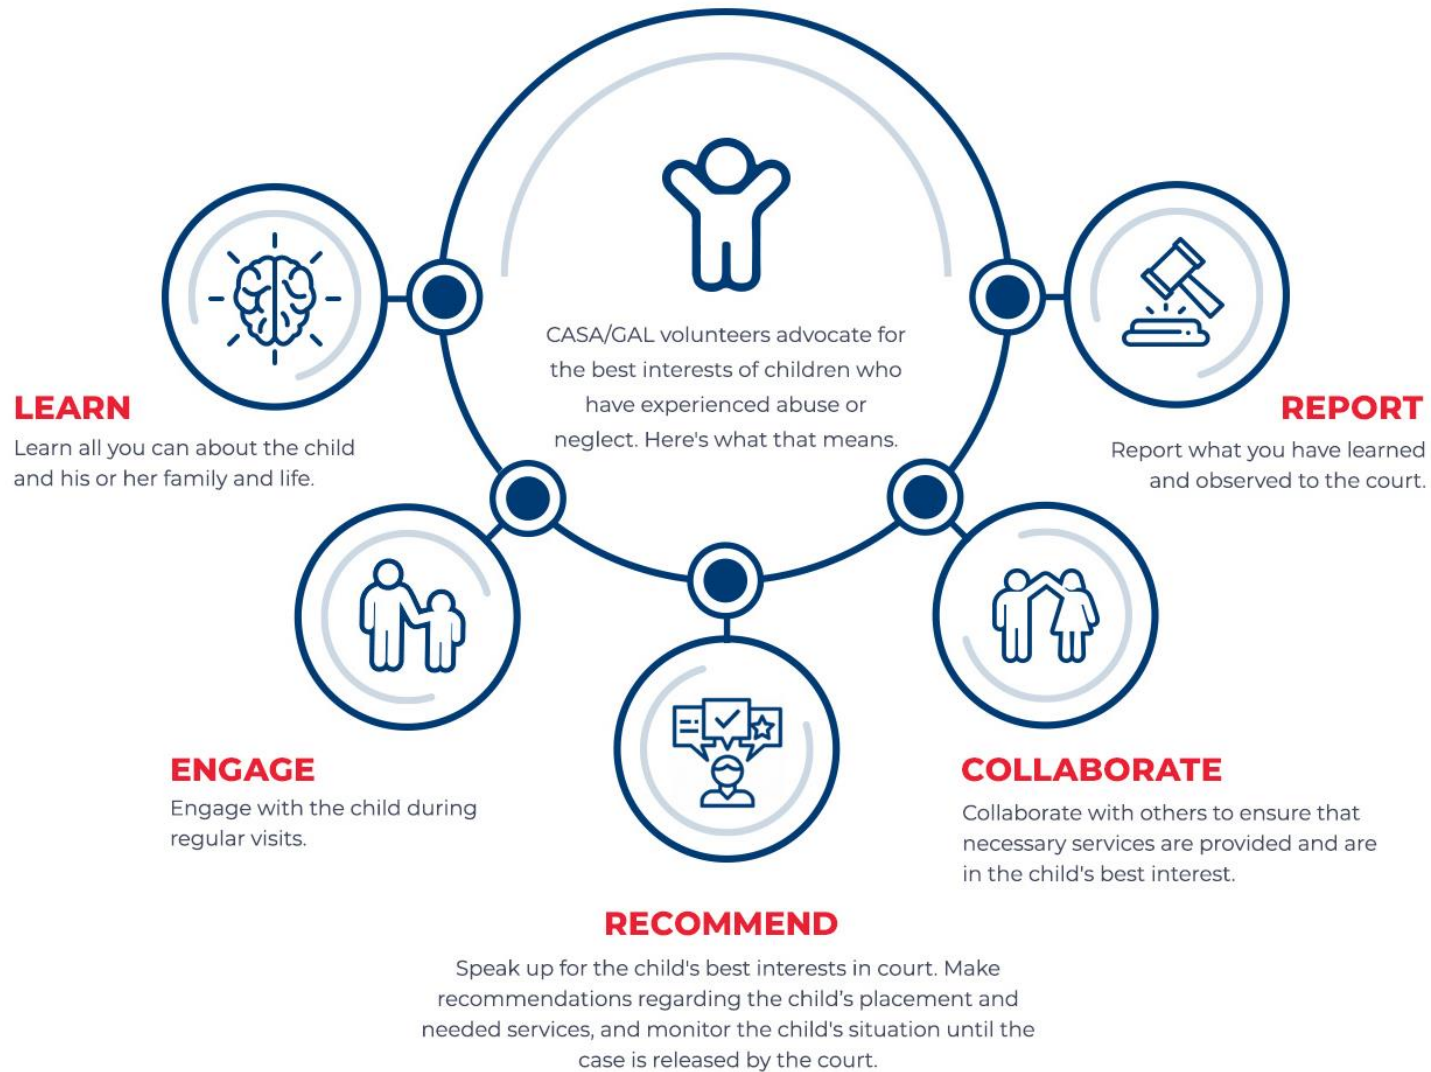 CASA/GAL volunteers advocate for
the best interests of children who
have experienced abuse or
neglect. Here's what that means.
LEARN
Learn all you can about the child
and his or her family and life.
ENGAGE
Engage with the child during
regular visits.
RECOMMEND
Speak up for the child's best interests in court. Make
recommendations regarding the child’s placement and
needed services, and monitor the child's situation until the
case is released by the court.
COLLABORATE
Collaborate with others to ensure that
necessary services are provided and are
in the child's best interest.
REPORT
Report what you have learned
and observed to the court.